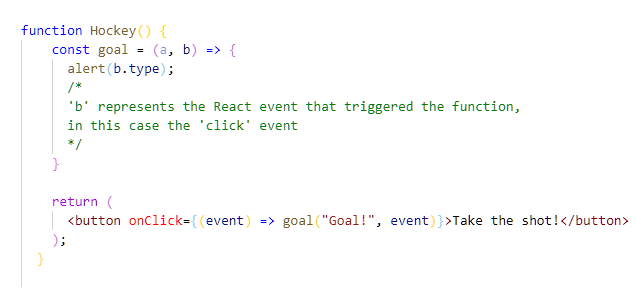 function Hockey() {
const goal = (a, b) => {
alert(b.type);
/*
'b' represents the React event that triggered the function,
in this case the 'click' event
*/
}
return (
<button onClick={(event) => goal("Goal!", event)}>Take the shot!</button>
);
}